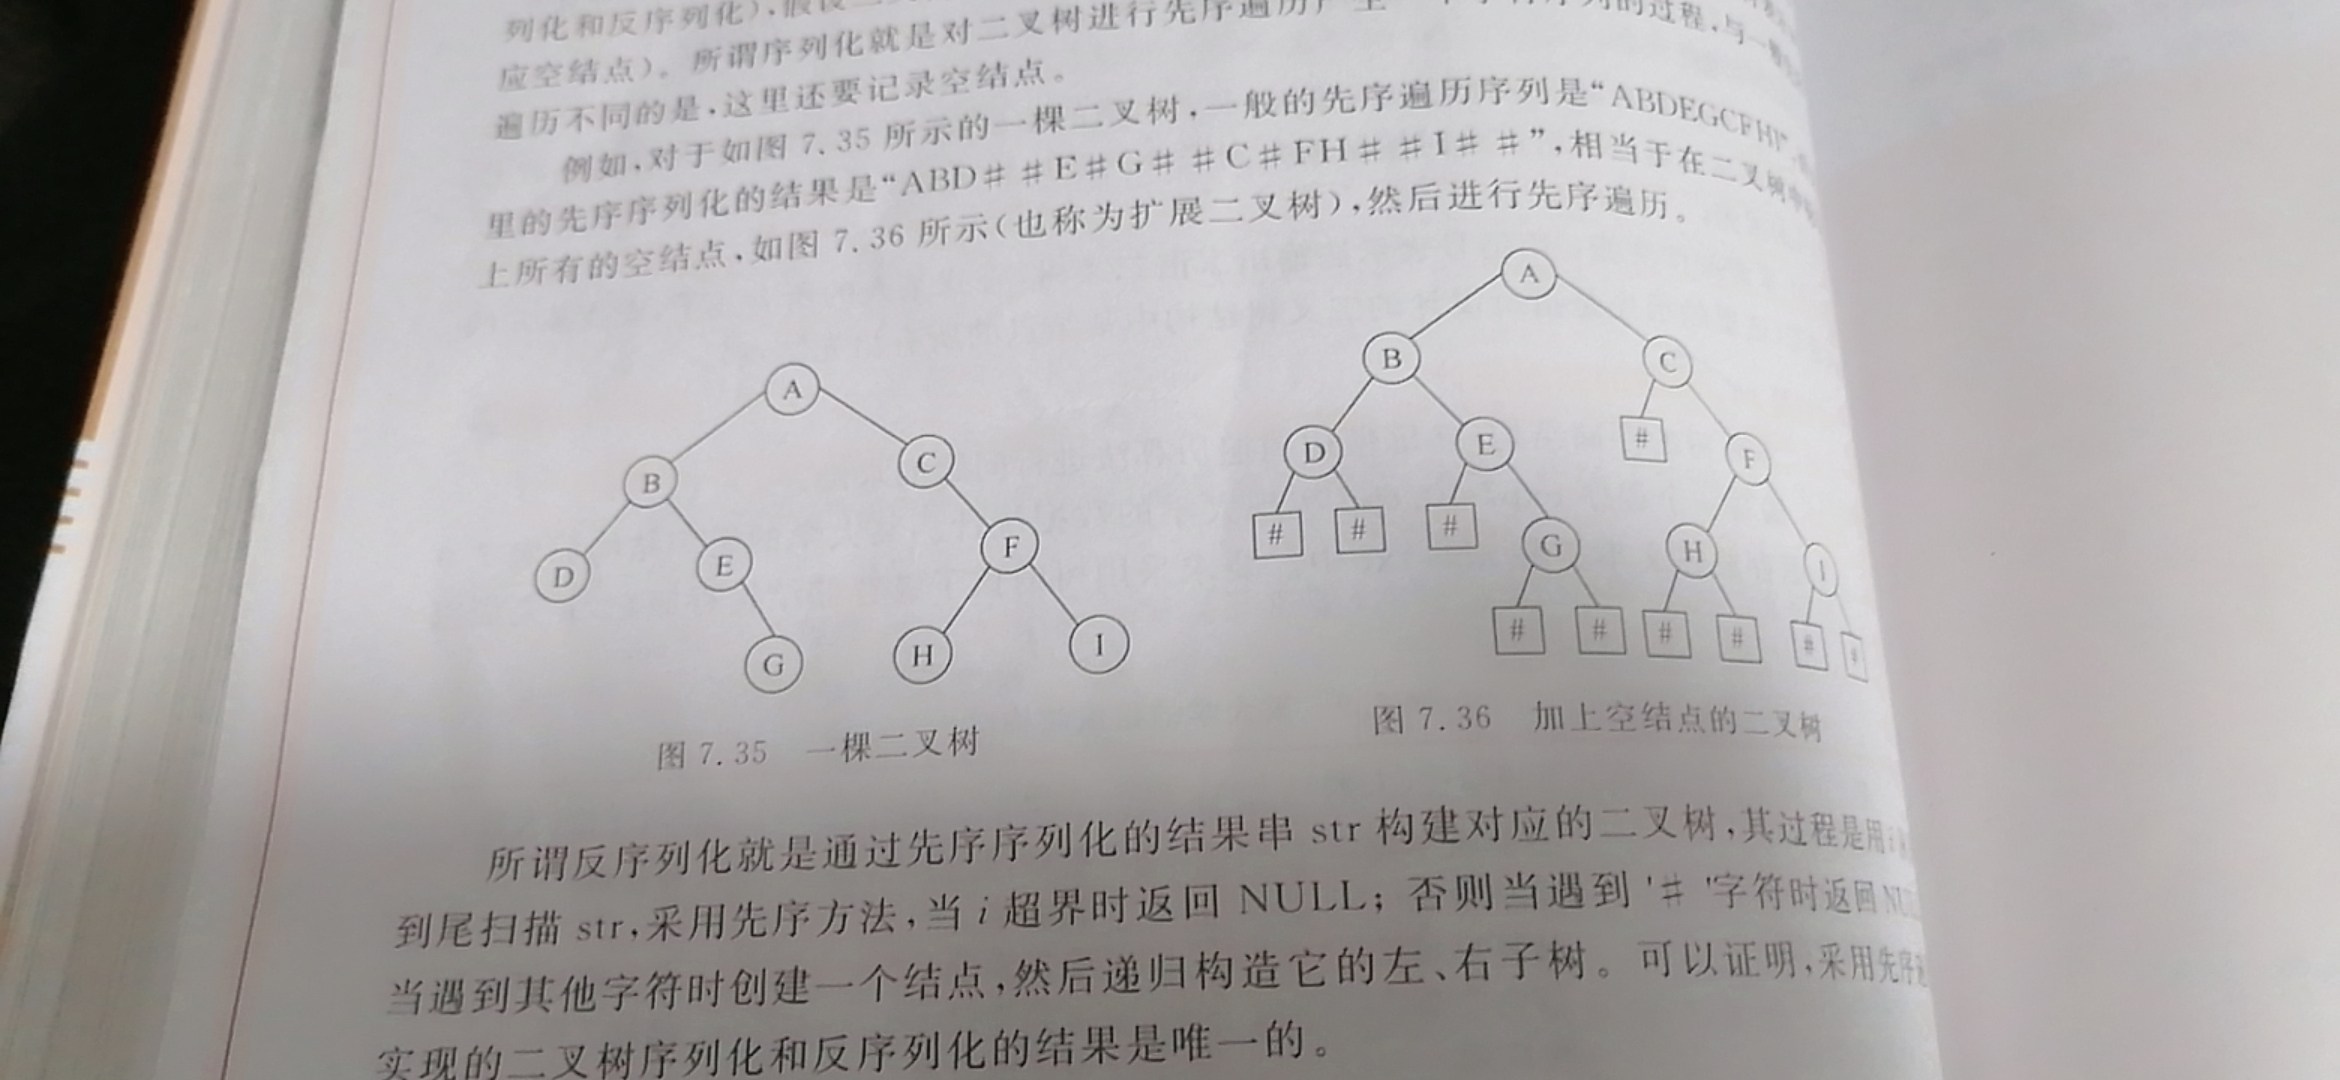 列化和反序列化),假设二
应空结点)。所谓序列化就是对二叉树进行先序遍历产生一个字符序列的过程,与一般
遍历不同的是,这里还要记录空结点。
例如,对于如图 7.35 所示的一棵二叉树,一般的先序遍历序列是“ABDEGCFHI”,
里的先序序列化的结果是“ABD##E#G##C#FH##I##”,相当于在二叉树中
上所有的空结点,如图 7.36 所示(也称为扩展二叉树),然后进行先序遍历。
A
B C
D E F
G H I
图 7.35 一棵二叉树
A
B C
D E # F
# # # G H I
# # # # # #
图 7.36 加上空结点的二叉树
所谓反序列化就是通过先序序列化的结果串 str 构建对应的二叉树,其过程是用 i
到尾扫描 str,采用先序方法,当 i 超界时返回 NULL; 否则当遇到 '#' 字符时返回
当遇到其他字符时创建一个结点,然后递归构造它的左、右子树。可以证明,采用先序
实现的二叉树序列化和反序列化的结果是唯一的。